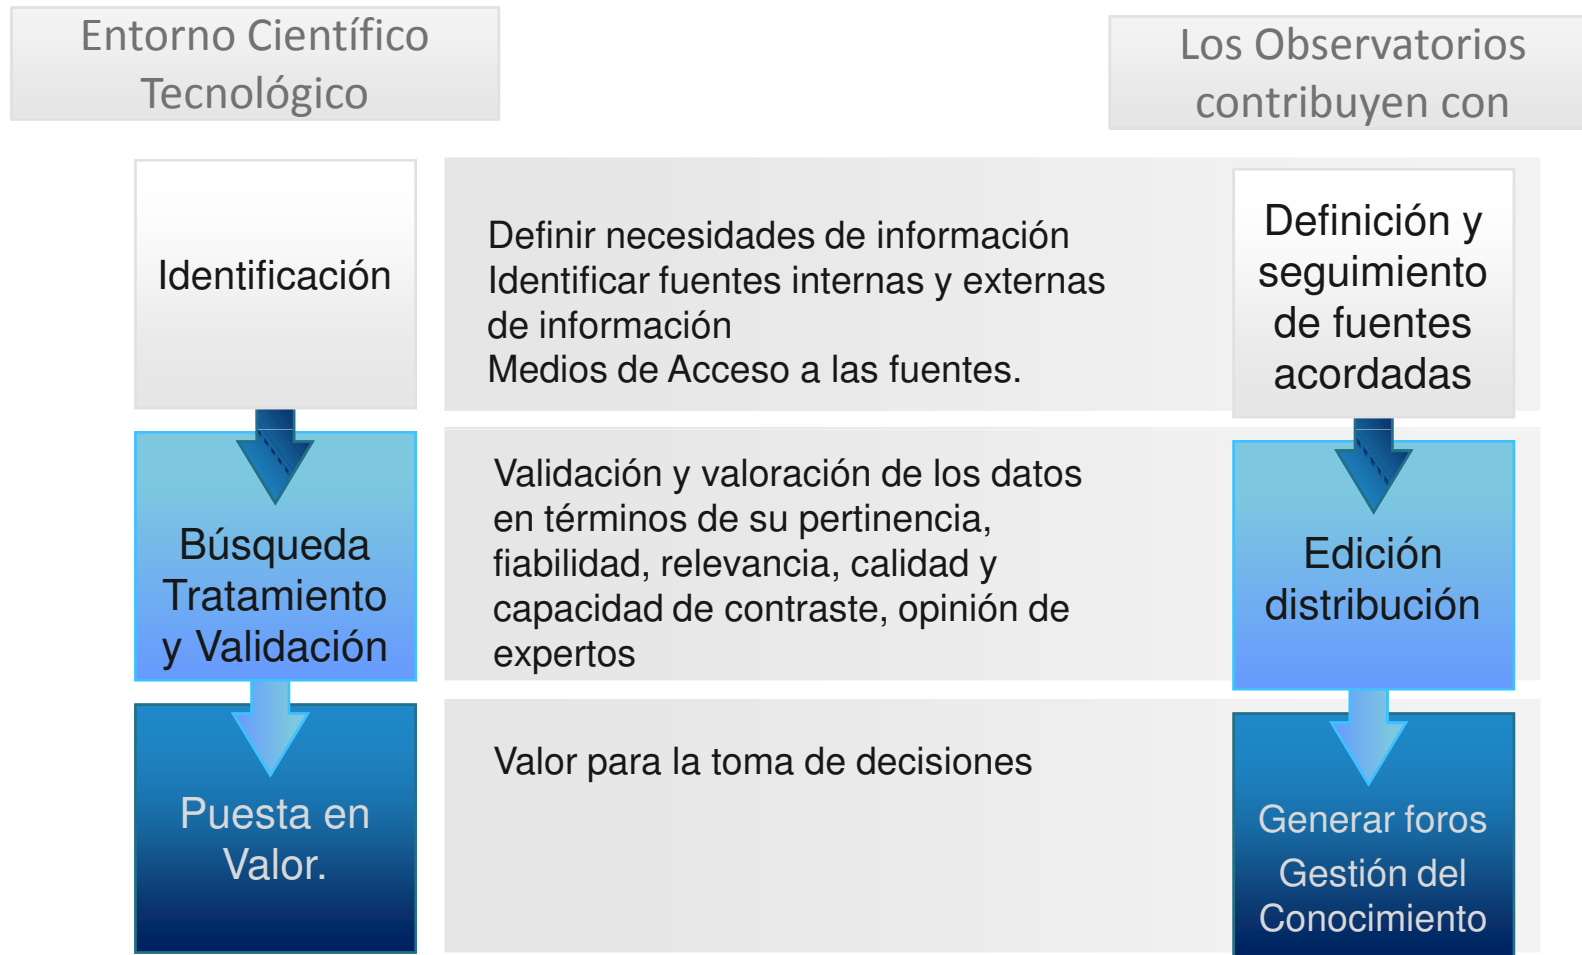 Entorno Científico
Tecnológico
Los Observatorios
contribuyen con
Identificación
Definir necesidades de información
Identificar fuentes internas y externas
de información
Medios de Acceso a las fuentes.
Definición y
seguimiento
de fuentes
acordadas
Búsqueda
Tratamiento
y Validación
Validación y valoración de los datos
en términos de su pertinencia,
fiabilidad, relevancia, calidad y
capacidad de contraste, opinión de
expertos
Edición
distribución
Puesta en
Valor.
Valor para la toma de decisiones
Generar foros
Gestión del
Conocimiento